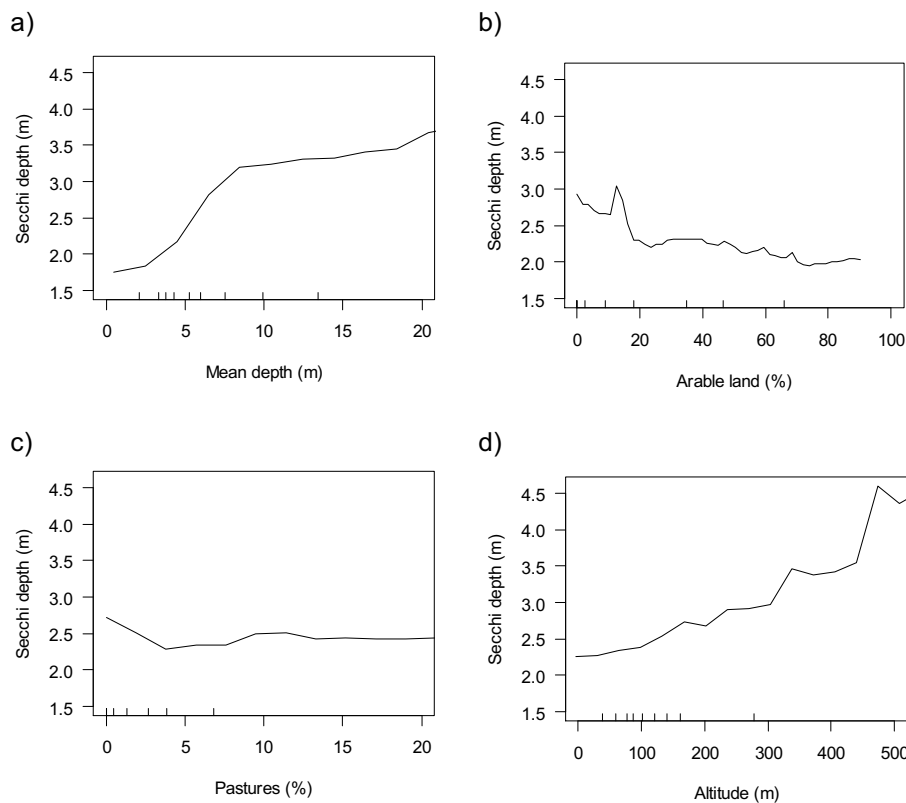 a)
4.5
4.0
3.5
3.0
2.5
2.0
1.5
Secchi depth (m)
0 5 10 15 20
Mean depth (m)
b)
4.5
4.0
3.5
3.0
2.5
2.0
1.5
Secchi depth (m)
0 20 40 60 80 100
Arable land (%)
c)
4.5
4.0
3.5
3.0
2.5
2.0
1.5
Secchi depth (m)
0 5 10 15 20
Pastures (%)
d)
4.5
4.0
3.5
3.0
2.5
2.0
1.5
Secchi depth (m)
0 100 200 300 400 500
Altitude (m)